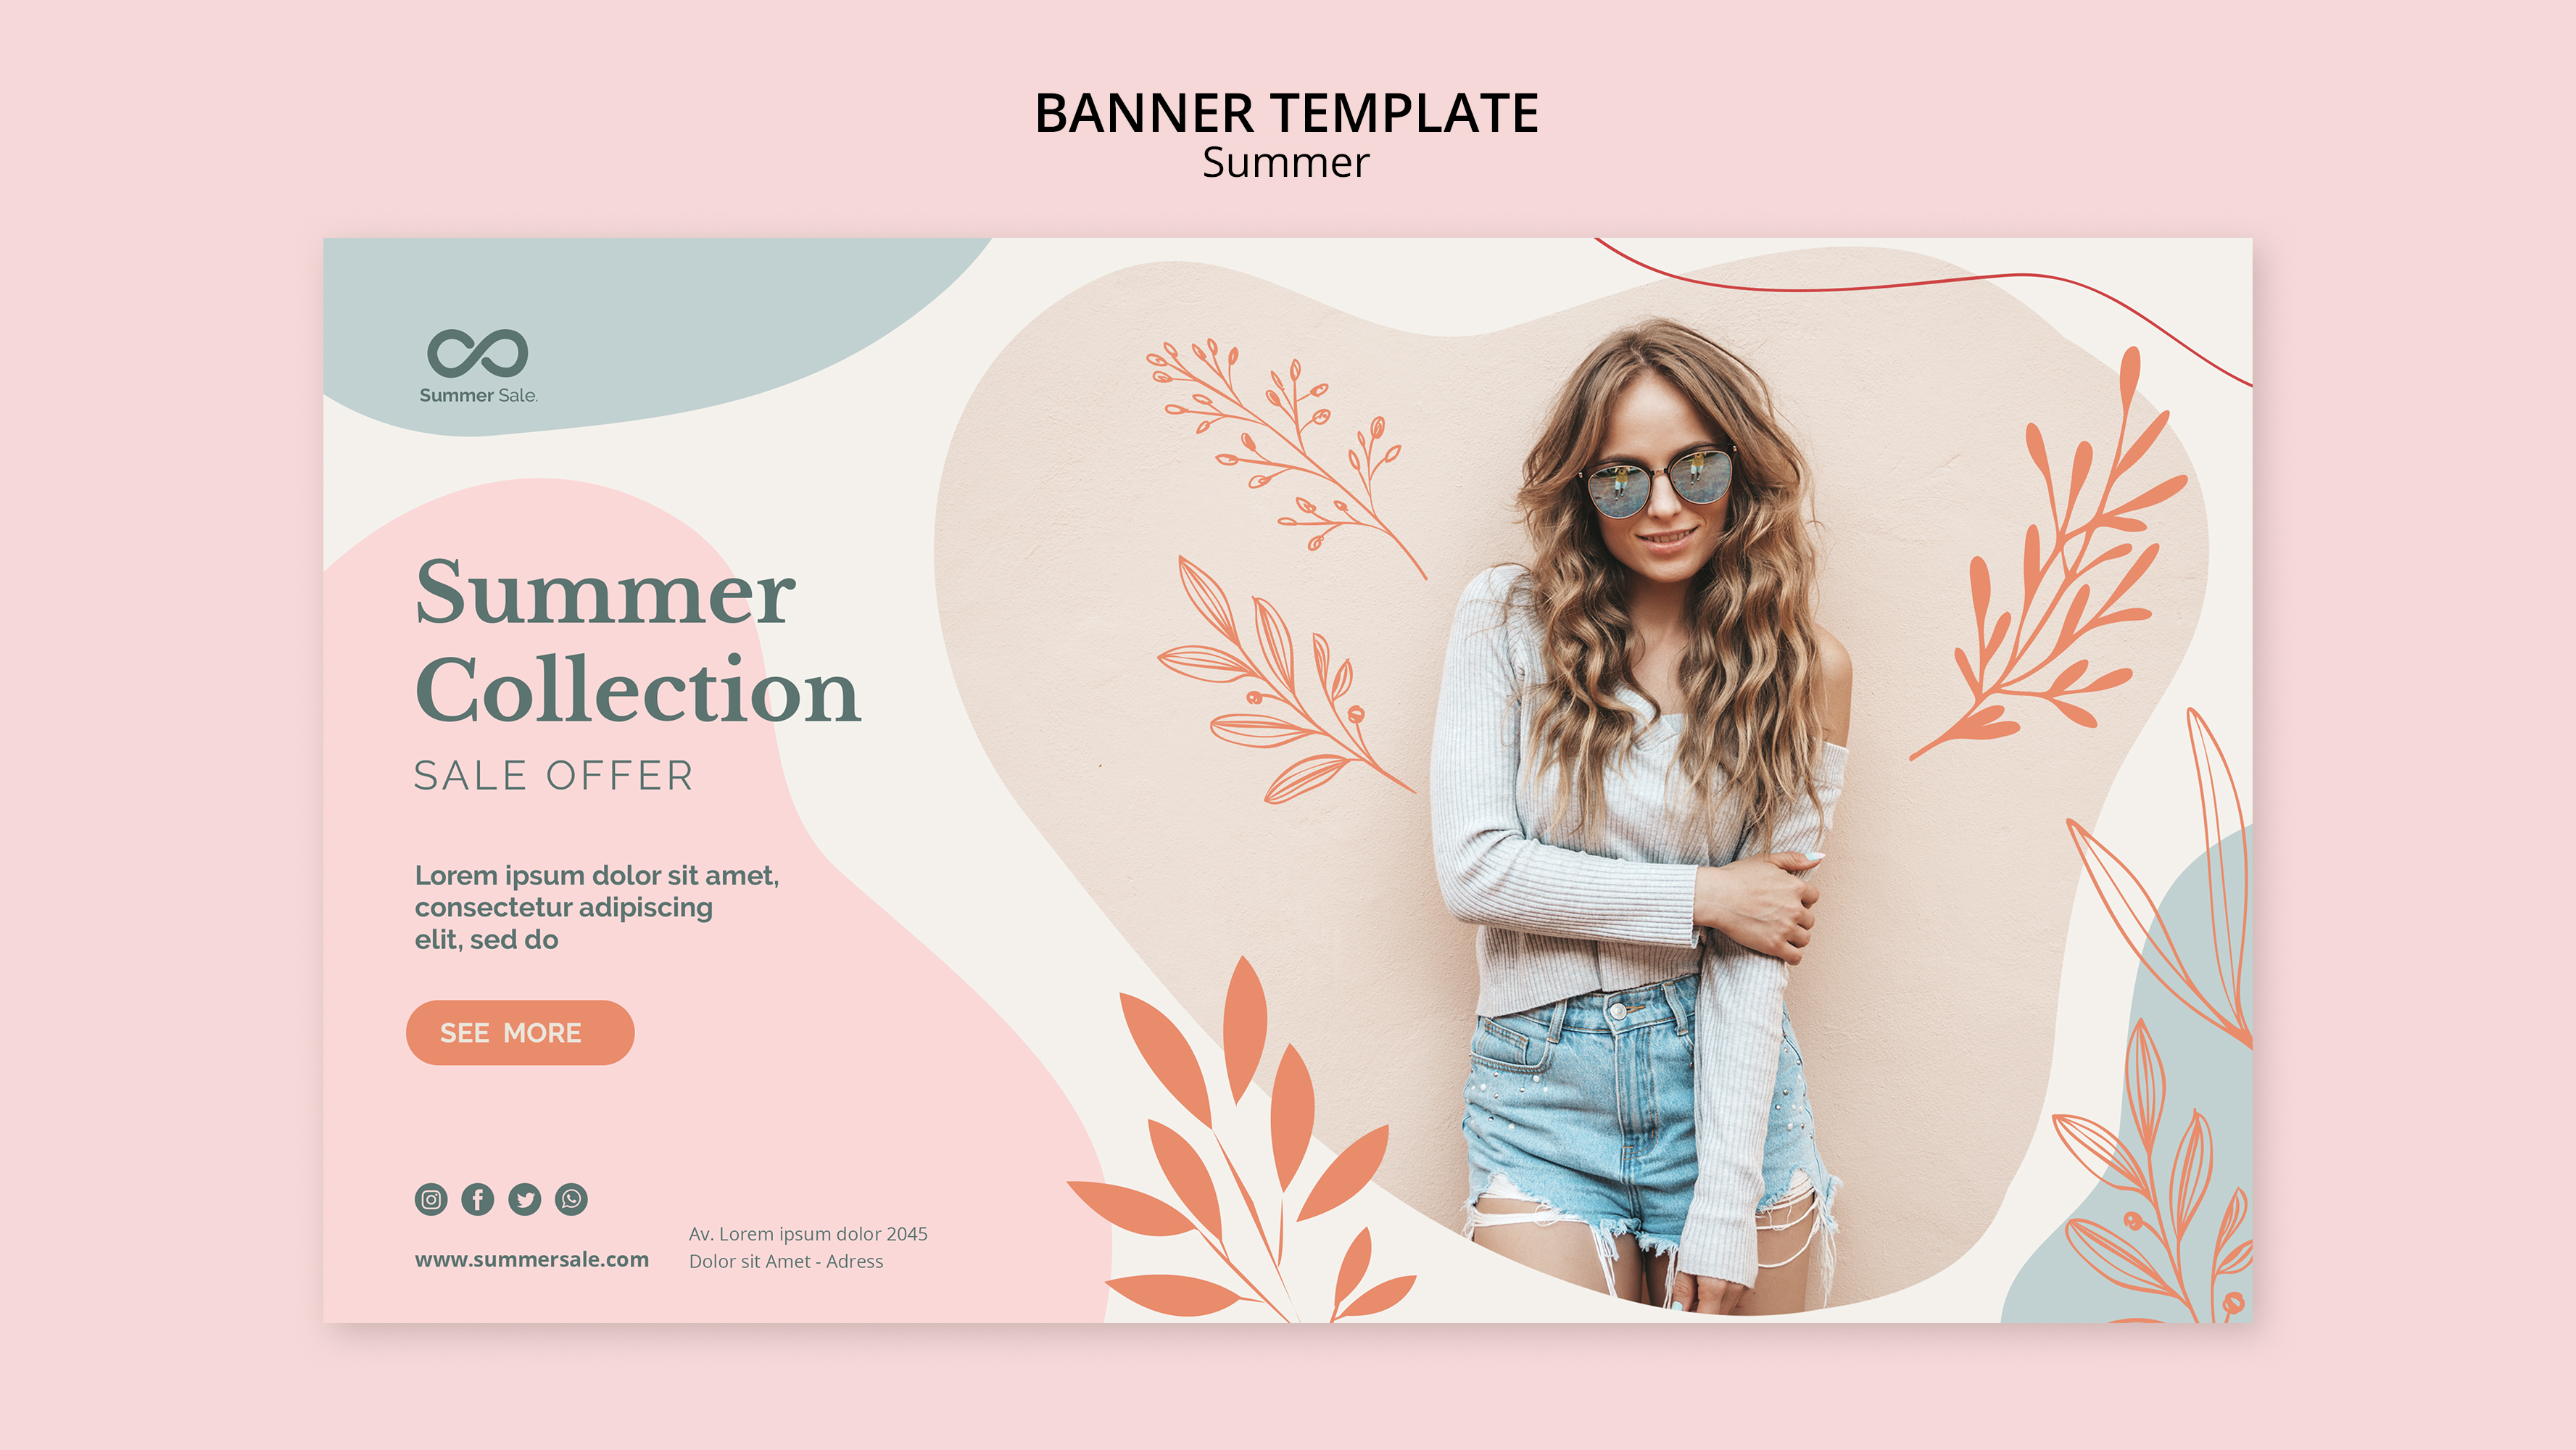 BANNER TEMPLATE
Summer
Summer Sale.
Summer
Collection
SALE OFFER
Lorem ipsum dolor sit amet,
consectetur adipiscing
elit, sed do
SEE MORE
www.summersale.com
Av. Lorem ipsum dolor 2045
Dolor sit Amet - Adress